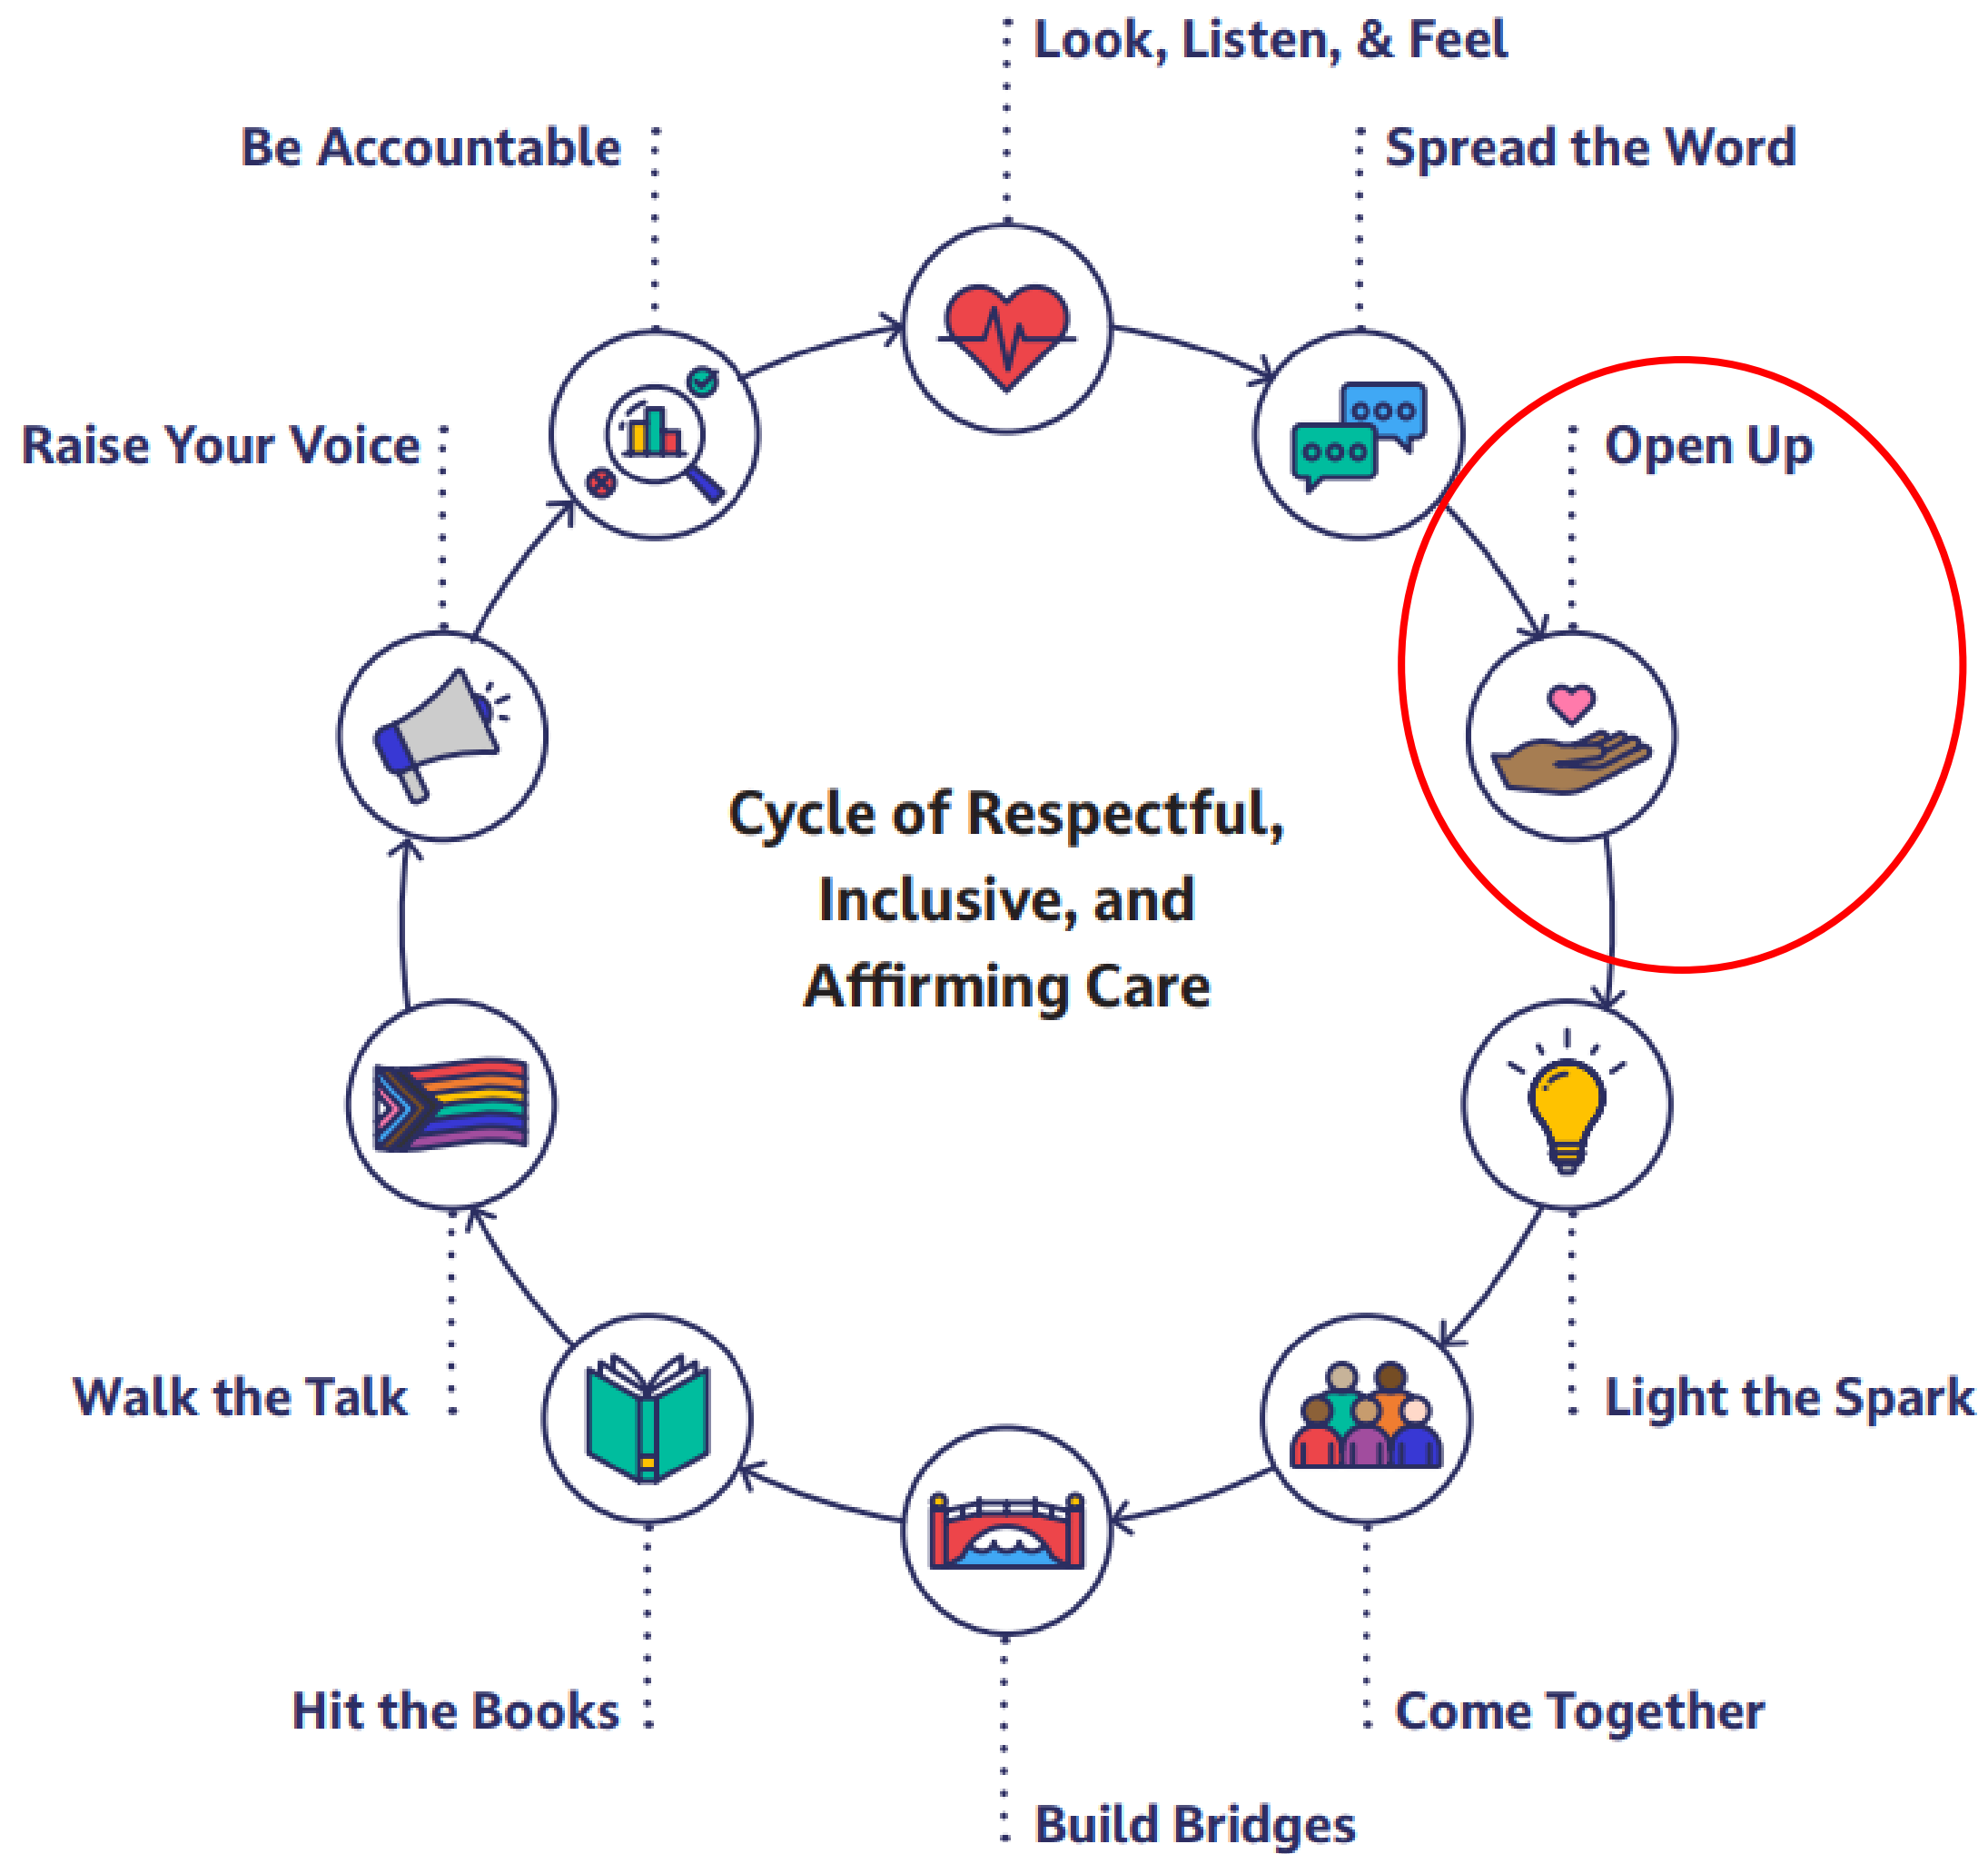 Look, Listen, & Feel
Be Accountable
Spread the Word
Raise Your Voice
Open Up
Cycle of Respectful,
Inclusive, and
Affirming Care
Walk the Talk
Light the Spark
Hit the Books
Come Together
Build Bridges